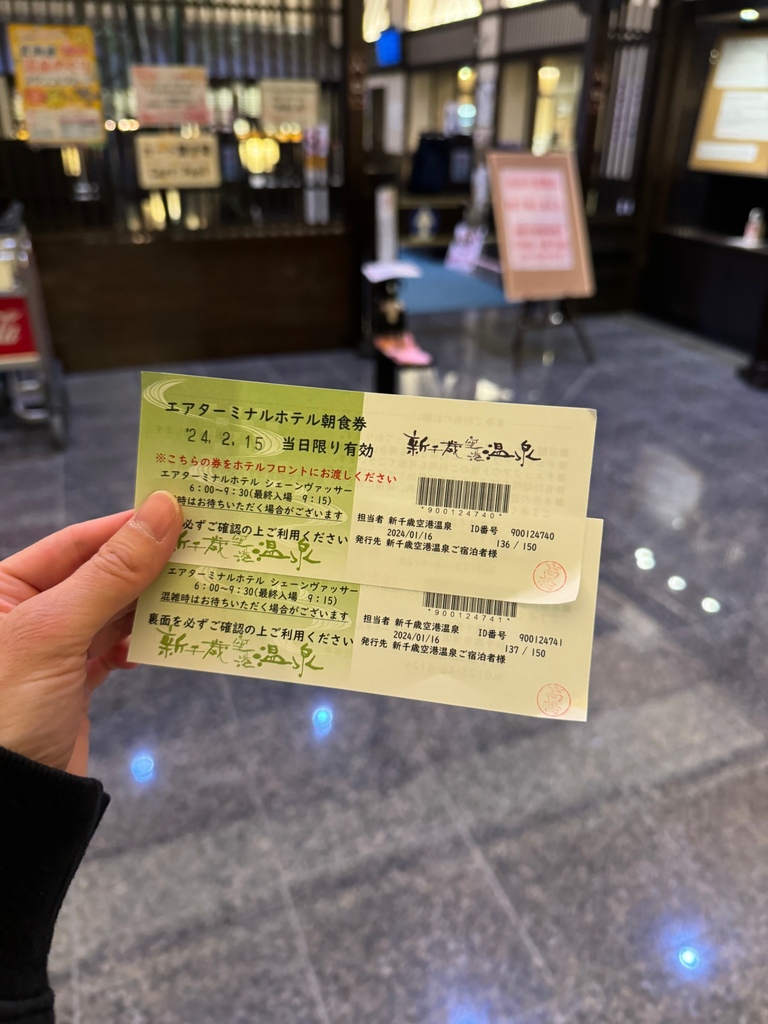 エアターミナルホテル朝食券
'24. 2. 15 当日限り有効
※こちらの券をホテルフロントにお渡しください
エアターミナルホテル シェーンヴァッサー
6:00~9:30(最終入場 9:15)
時はお待ちいただく場合がございます
必ずご確認の上ご利用ください
新千歳空港温泉
新千歳空港温泉
*900124740*
担当者 新千歳空港温泉 ID番号 900124740
2024/01/16 136 / 150
発行先 新千歳空港温泉ご宿泊者様
エアターミナルホテル シェーンヴァッサー
6:00~9:30(最終入場 9:15)
混雑時はお待ちいただく場合がございます
裏面を必ずご確認の上ご利用ください
新千歳空港温泉
*900124741*
担当者 新千歳空港温泉 ID番号 900124741
2024/01/16 137 / 150
発行先 新千歳空港温泉ご宿泊者様